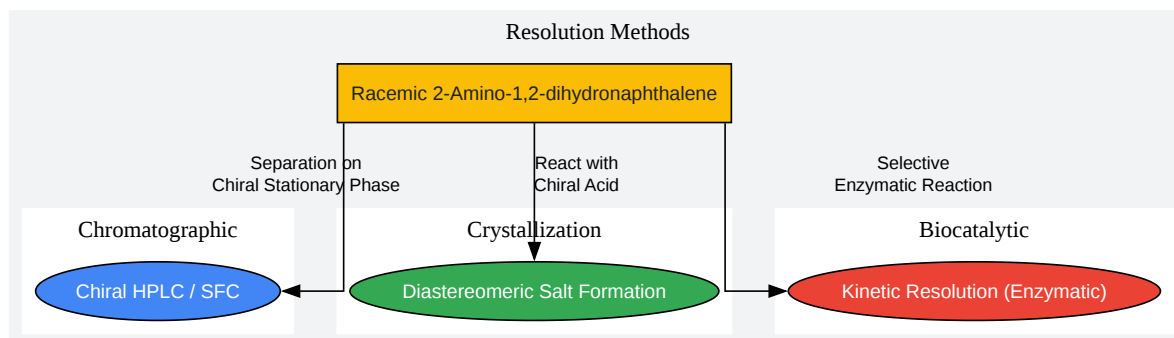 Resolution Methods
Racemic 2-Amino-1,2-dihydronaphthalene
Separation on
Chiral Stationary Phase
React with
Chiral Acid
Selective
Enzymatic Reaction
Chromatographic
Crystallization
Biocatalytic
Chiral HPLC / SFC
Diastereomeric Salt Formation
Kinetic Resolution (Enzymatic)